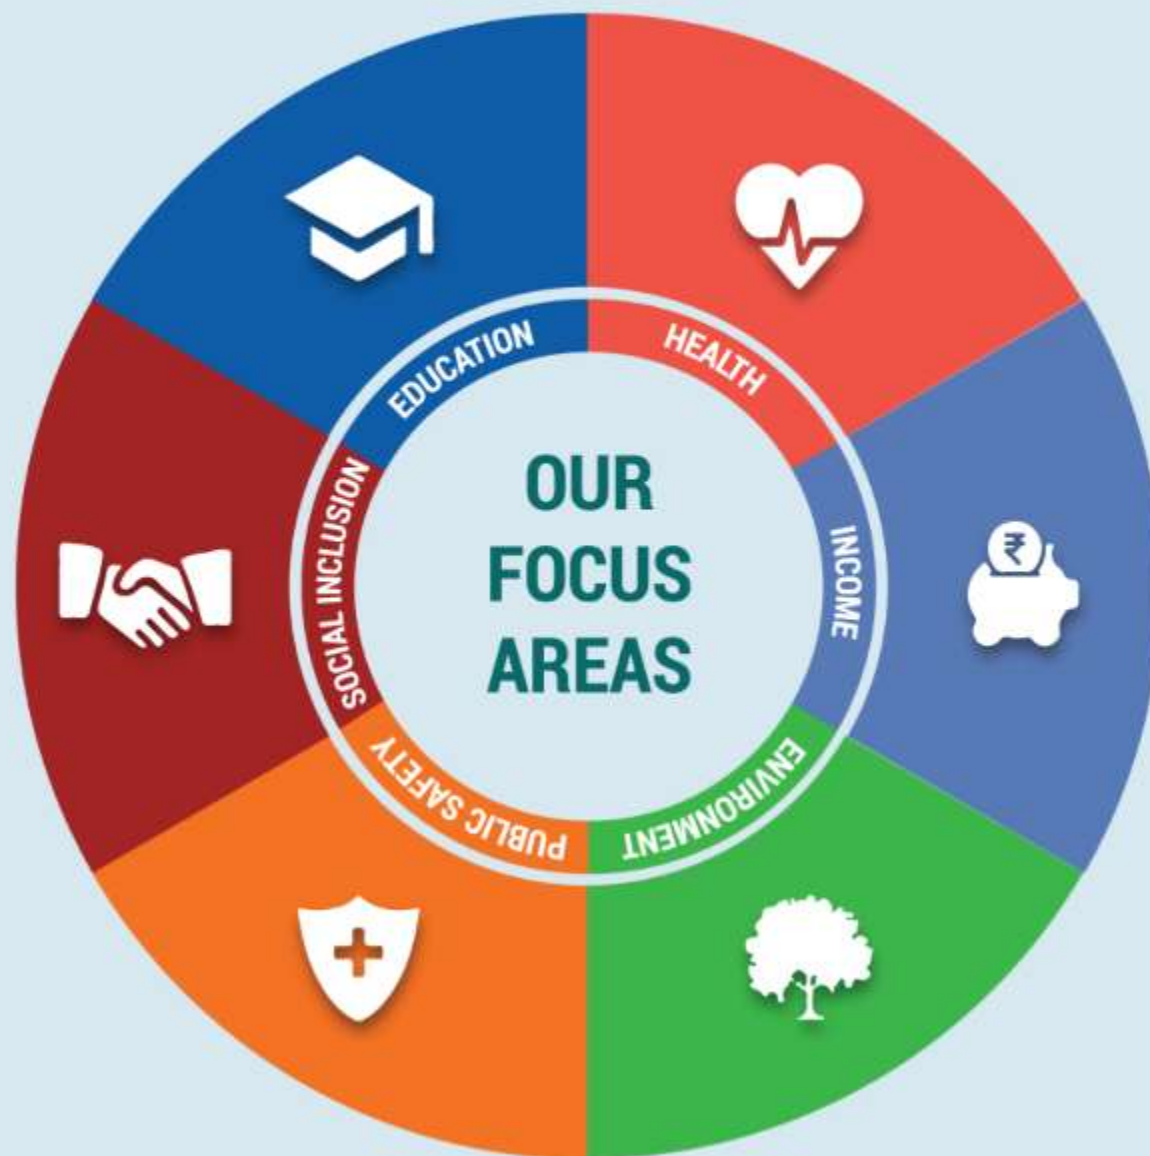 OUR
FOCUS
AREAS
HEALTH
INCOME
₹
ENVIRONMENT
PUBLIC SAFETY
SOCIAL INCLUSION
EDUCATION